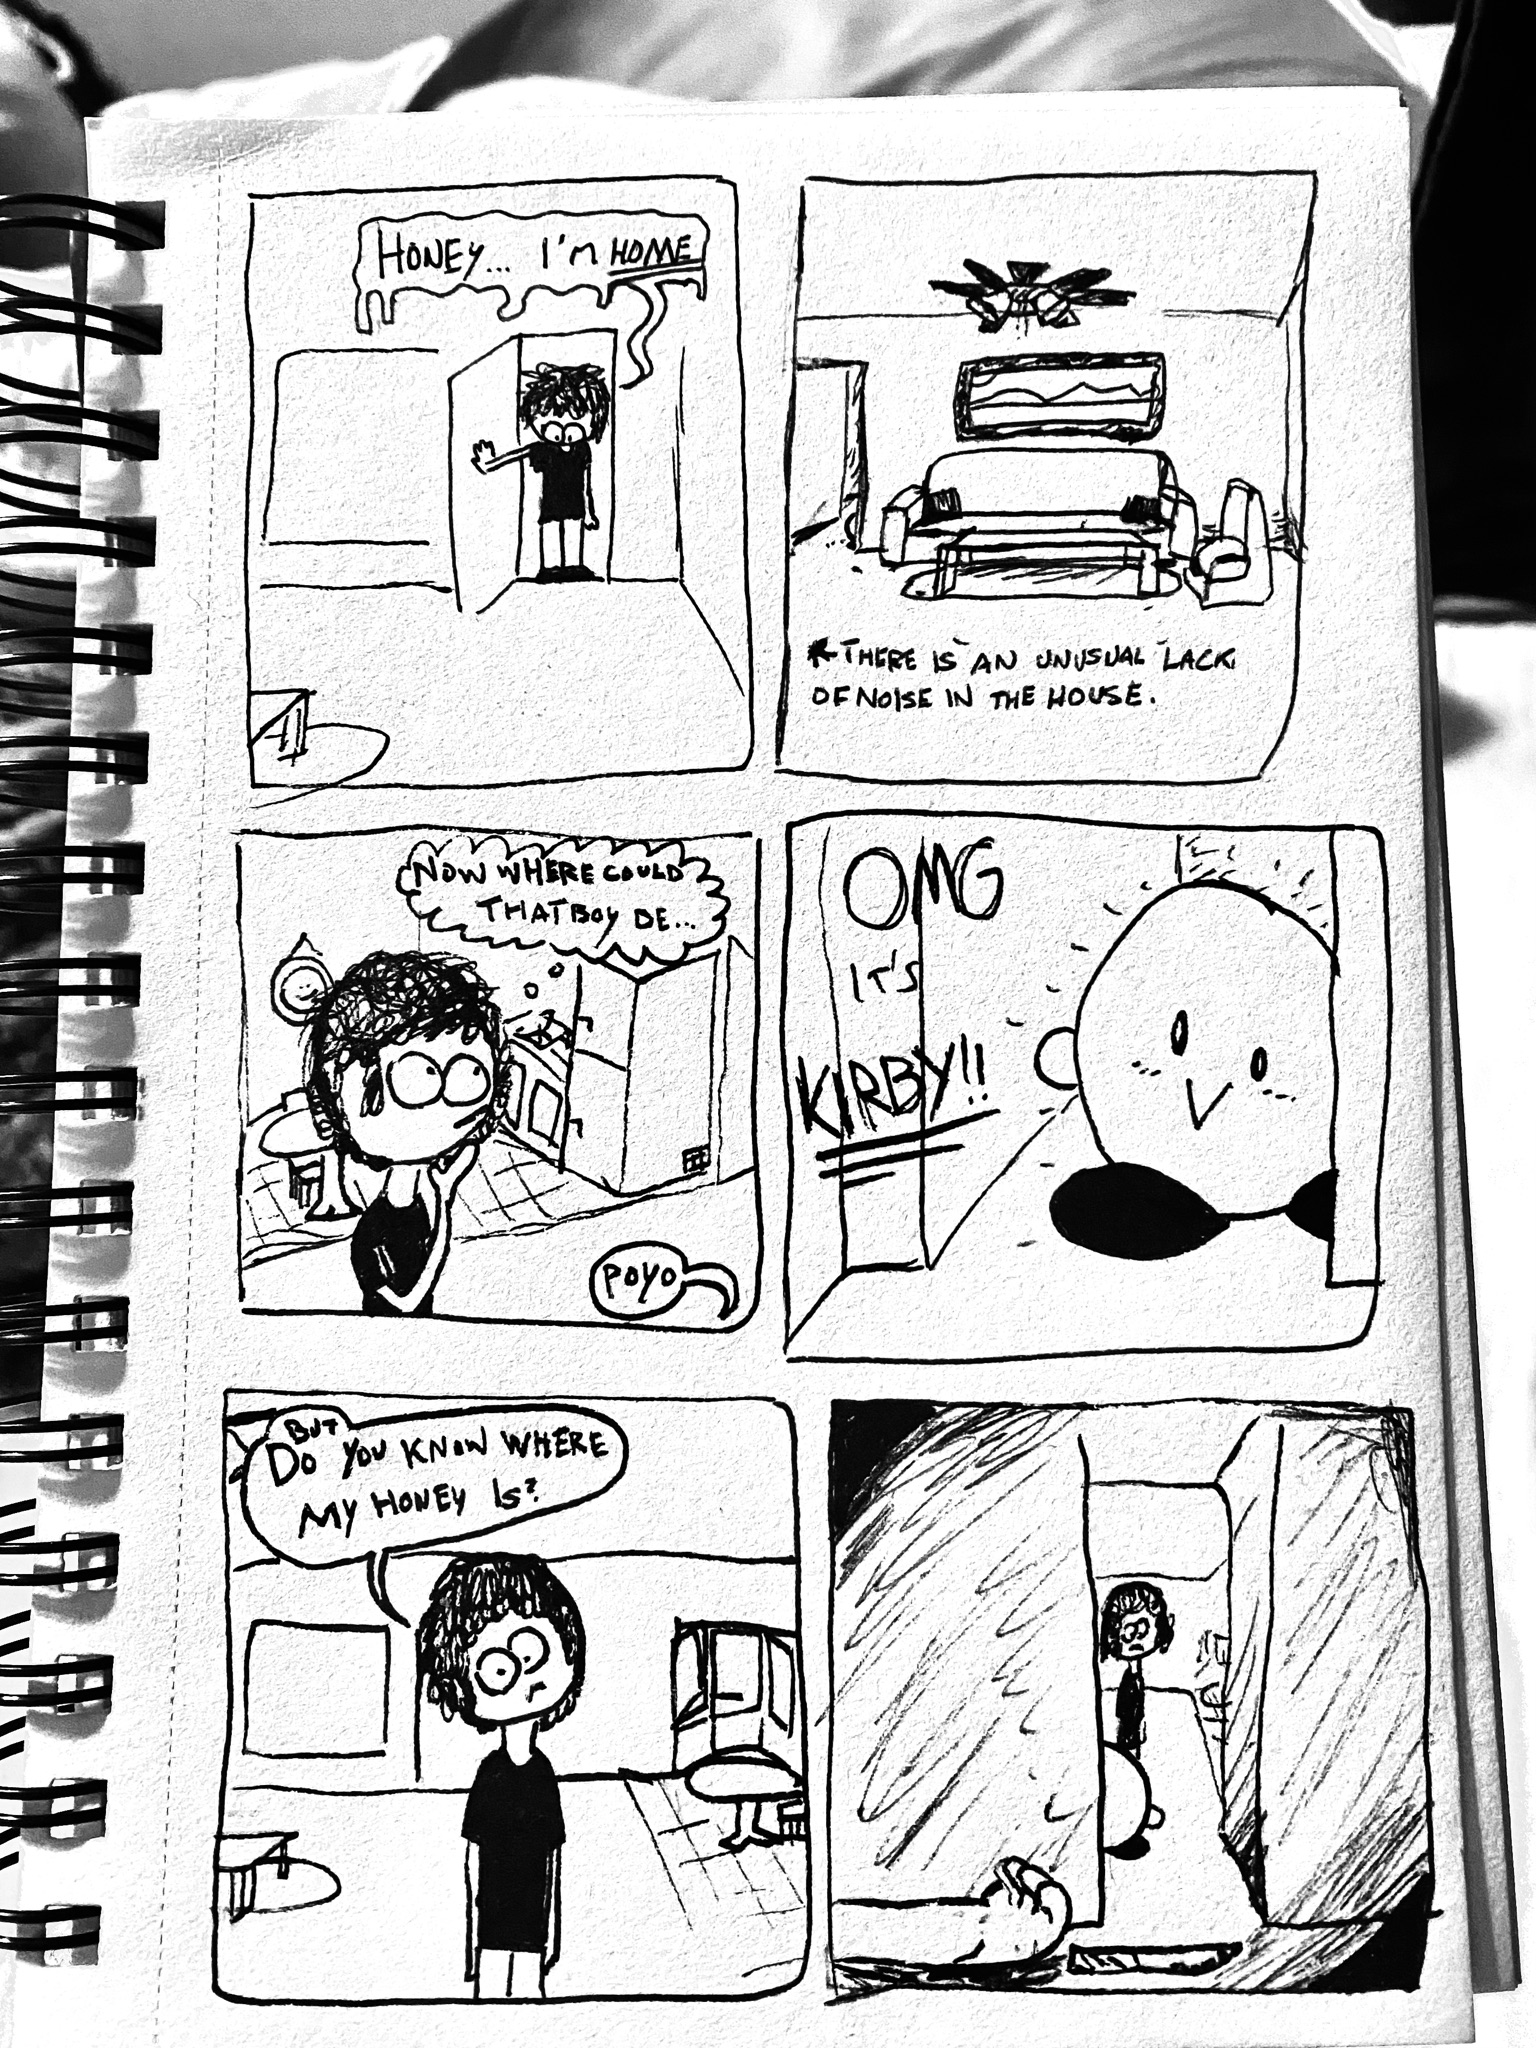 HONEY... I'M HOME
*THERE IS AN UNUSUAL LACK
OF NOISE IN THE HOUSE.
NOW WHERE COULD
THAT BOY BE...
POYO
OMG
IT'S
KIRBY!!
BUT
DO YOU KNOW WHERE
MY HONEY IS?